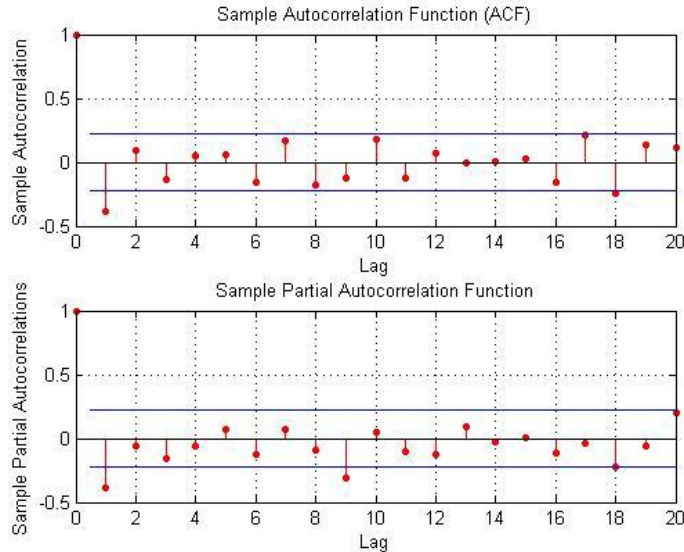 Sample Autocorrelation Function (ACF)
Sample Autocorrelation
1
0.5
0
-0.5
0 2 4 6 8 10 12 14 16 18 20
Lag
Sample Partial Autocorrelation Function
Sample Partial Autocorrelations
1
0.5
0
-0.5
0 2 4 6 8 10 12 14 16 18 20
Lag